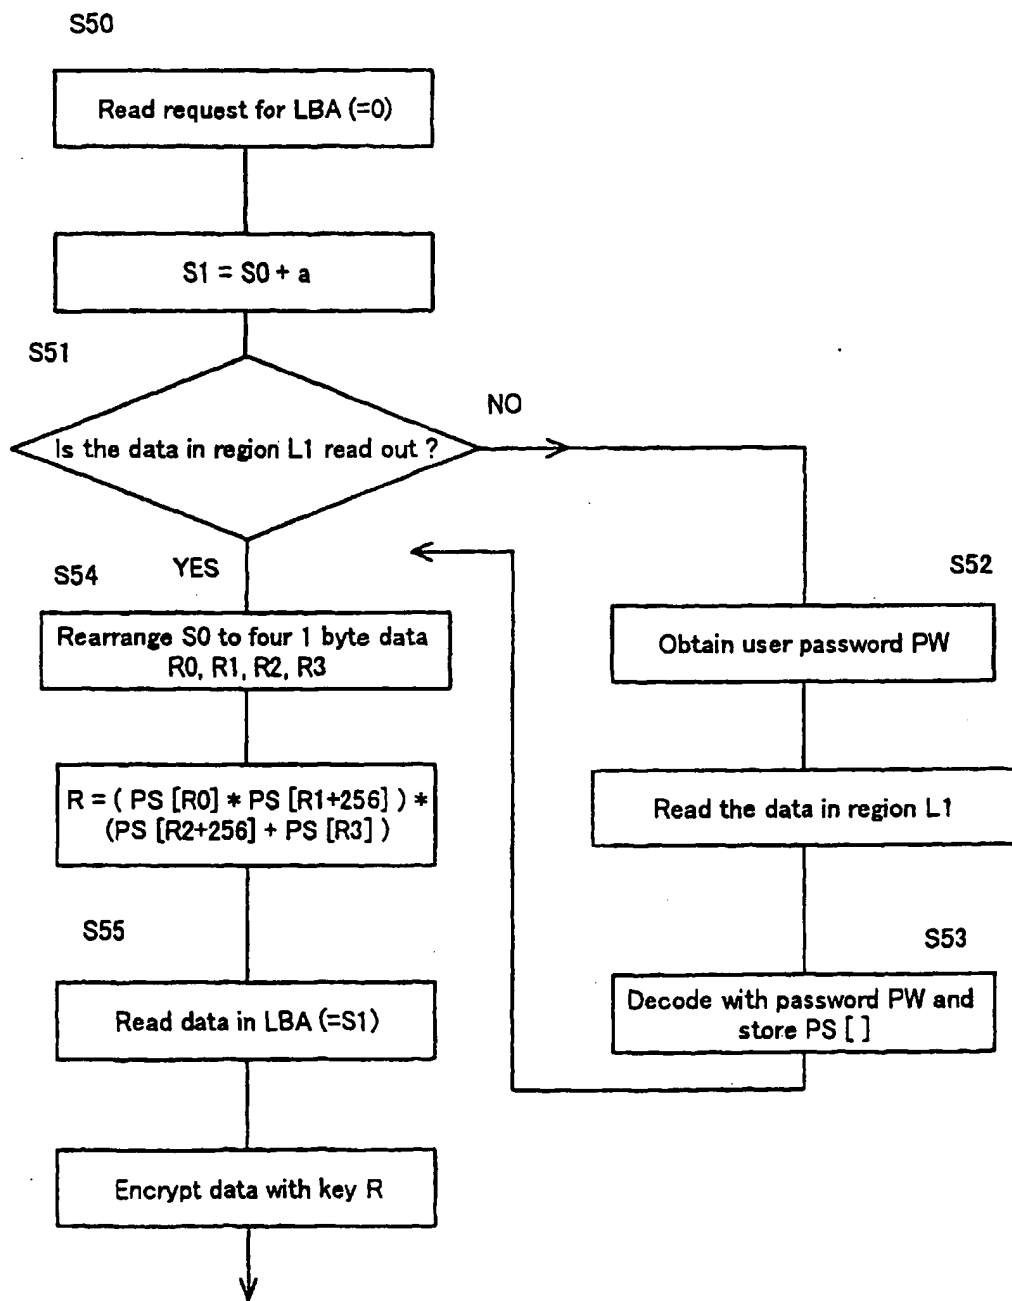 S50
Read request for LBA (=0)
S1 = S0 + a
S51
Is the data in region L1 read out ?
NO
YES
S54
Rearrange S0 to four 1 byte data
R0, R1, R2, R3
R = ( PS [R0] * PS [R1+256] ) *
(PS [R2+256] + PS [R3] )
S55
Read data in LBA (=S1)
Encrypt data with key R
S52
Obtain user password PW
Read the data in region L1
S53
Decode with password PW and
store PS [ ]